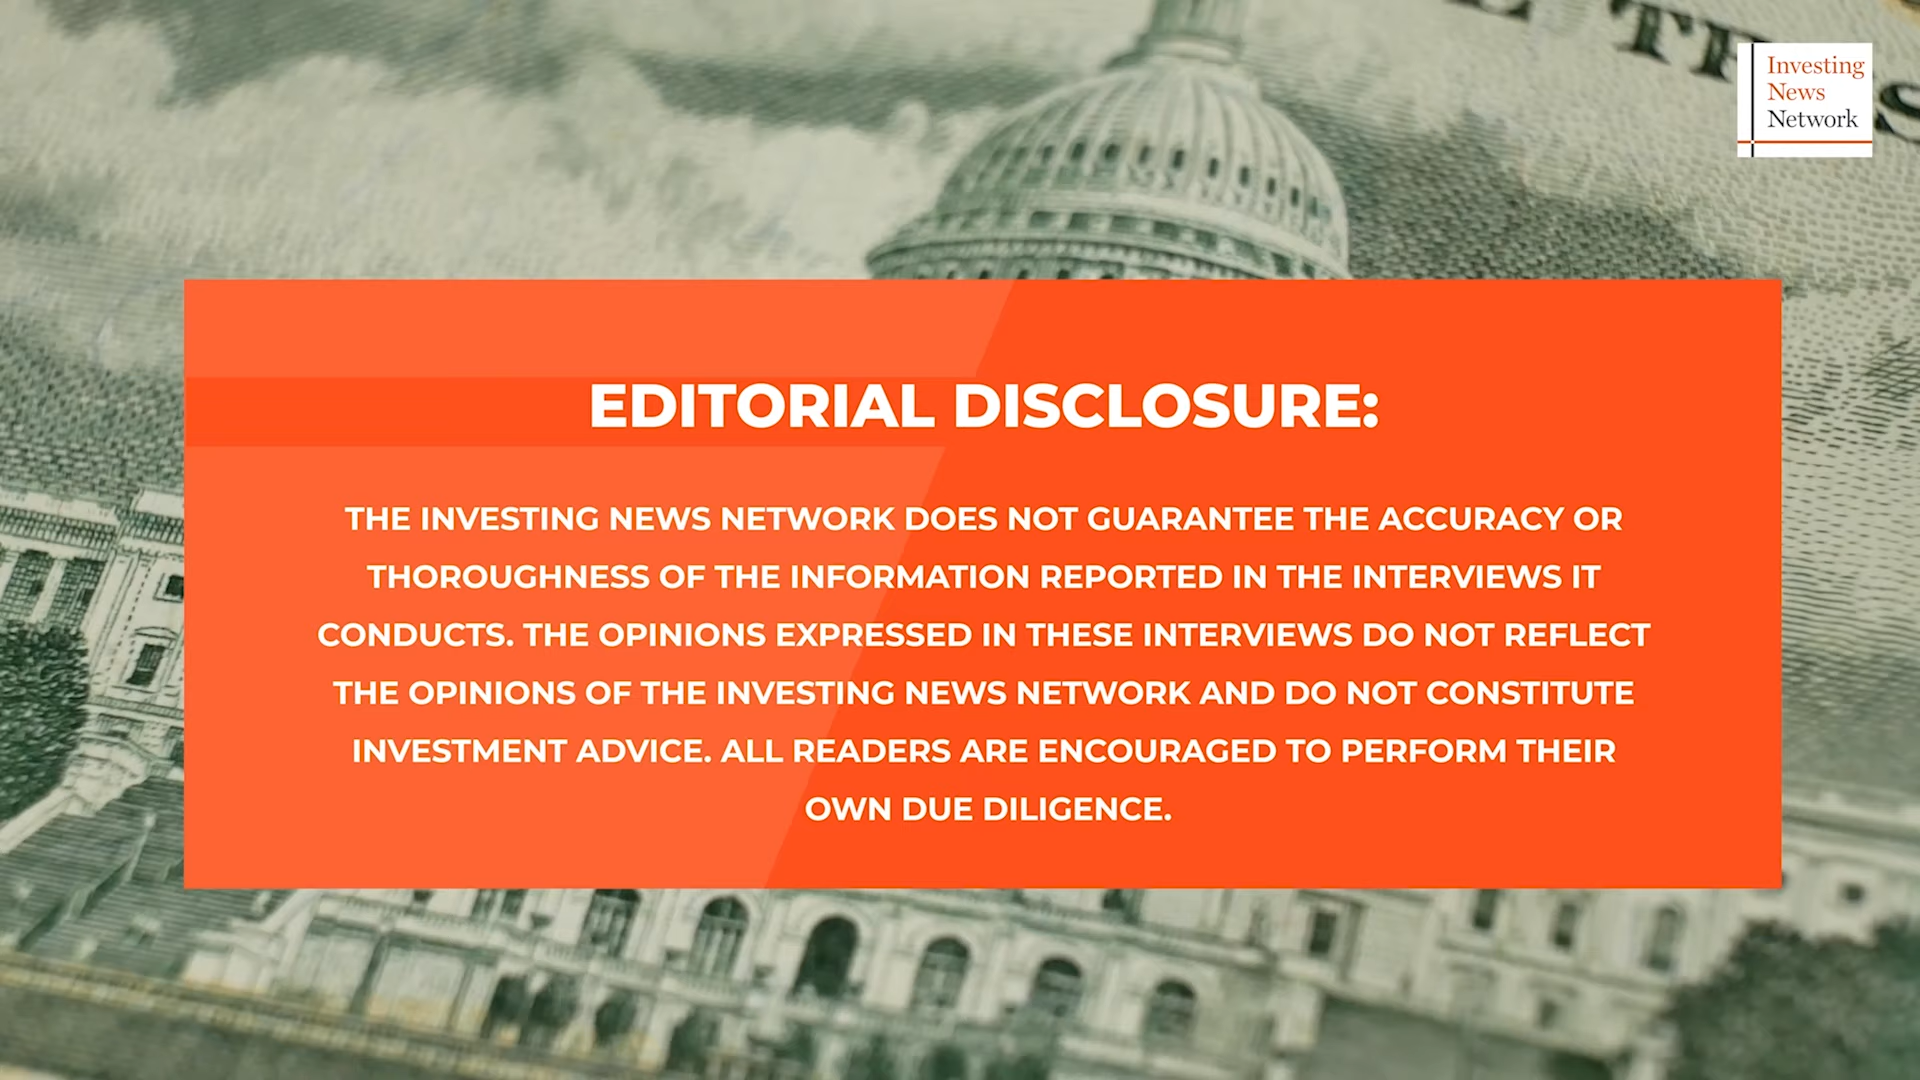 Investing
News
Network
EDITORIAL DISCLOSURE:
THE INVESTING NEWS NETWORK DOES NOT GUARANTEE THE ACCURACY OR
THOROUGHNESS OF THE INFORMATION REPORTED IN THE INTERVIEWS IT
CONDUCTS. THE OPINIONS EXPRESSED IN THESE INTERVIEWS DO NOT REFLECT
THE OPINIONS OF THE INVESTING NEWS NETWORK AND DO NOT CONSTITUTE
INVESTMENT ADVICE. ALL READERS ARE ENCOURAGED TO PERFORM THEIR
OWN DUE DILIGENCE.